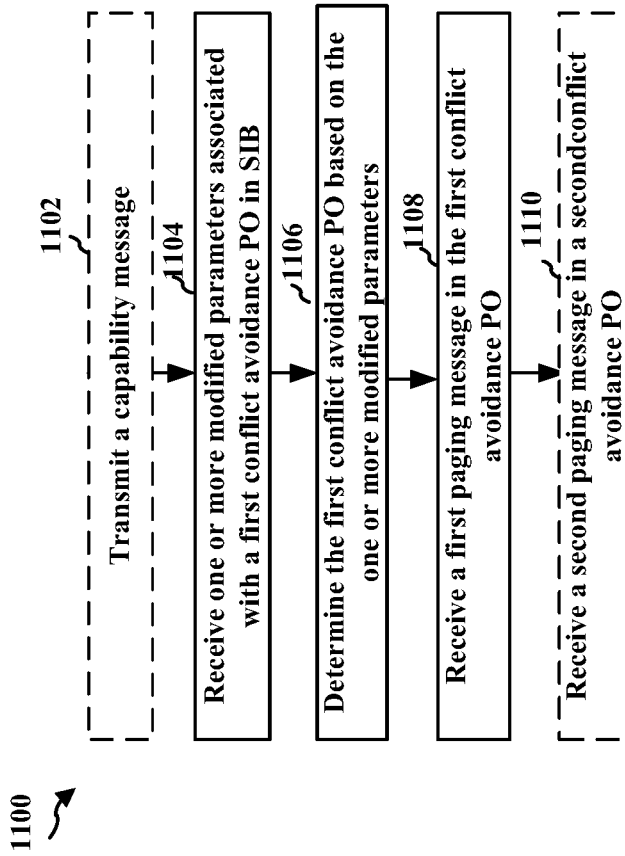 1100
1102
Transmit a capability message
1104
Receive one or more modified parameters associated
with a first conflict avoidance PO in SIB
1106
Determine the first conflict avoidance PO based on the
one or more modified parameters
1108
Receive a first paging message in the first conflict
avoidance PO
1110
Receive a second paging message in a secondconflict
avoidance PO